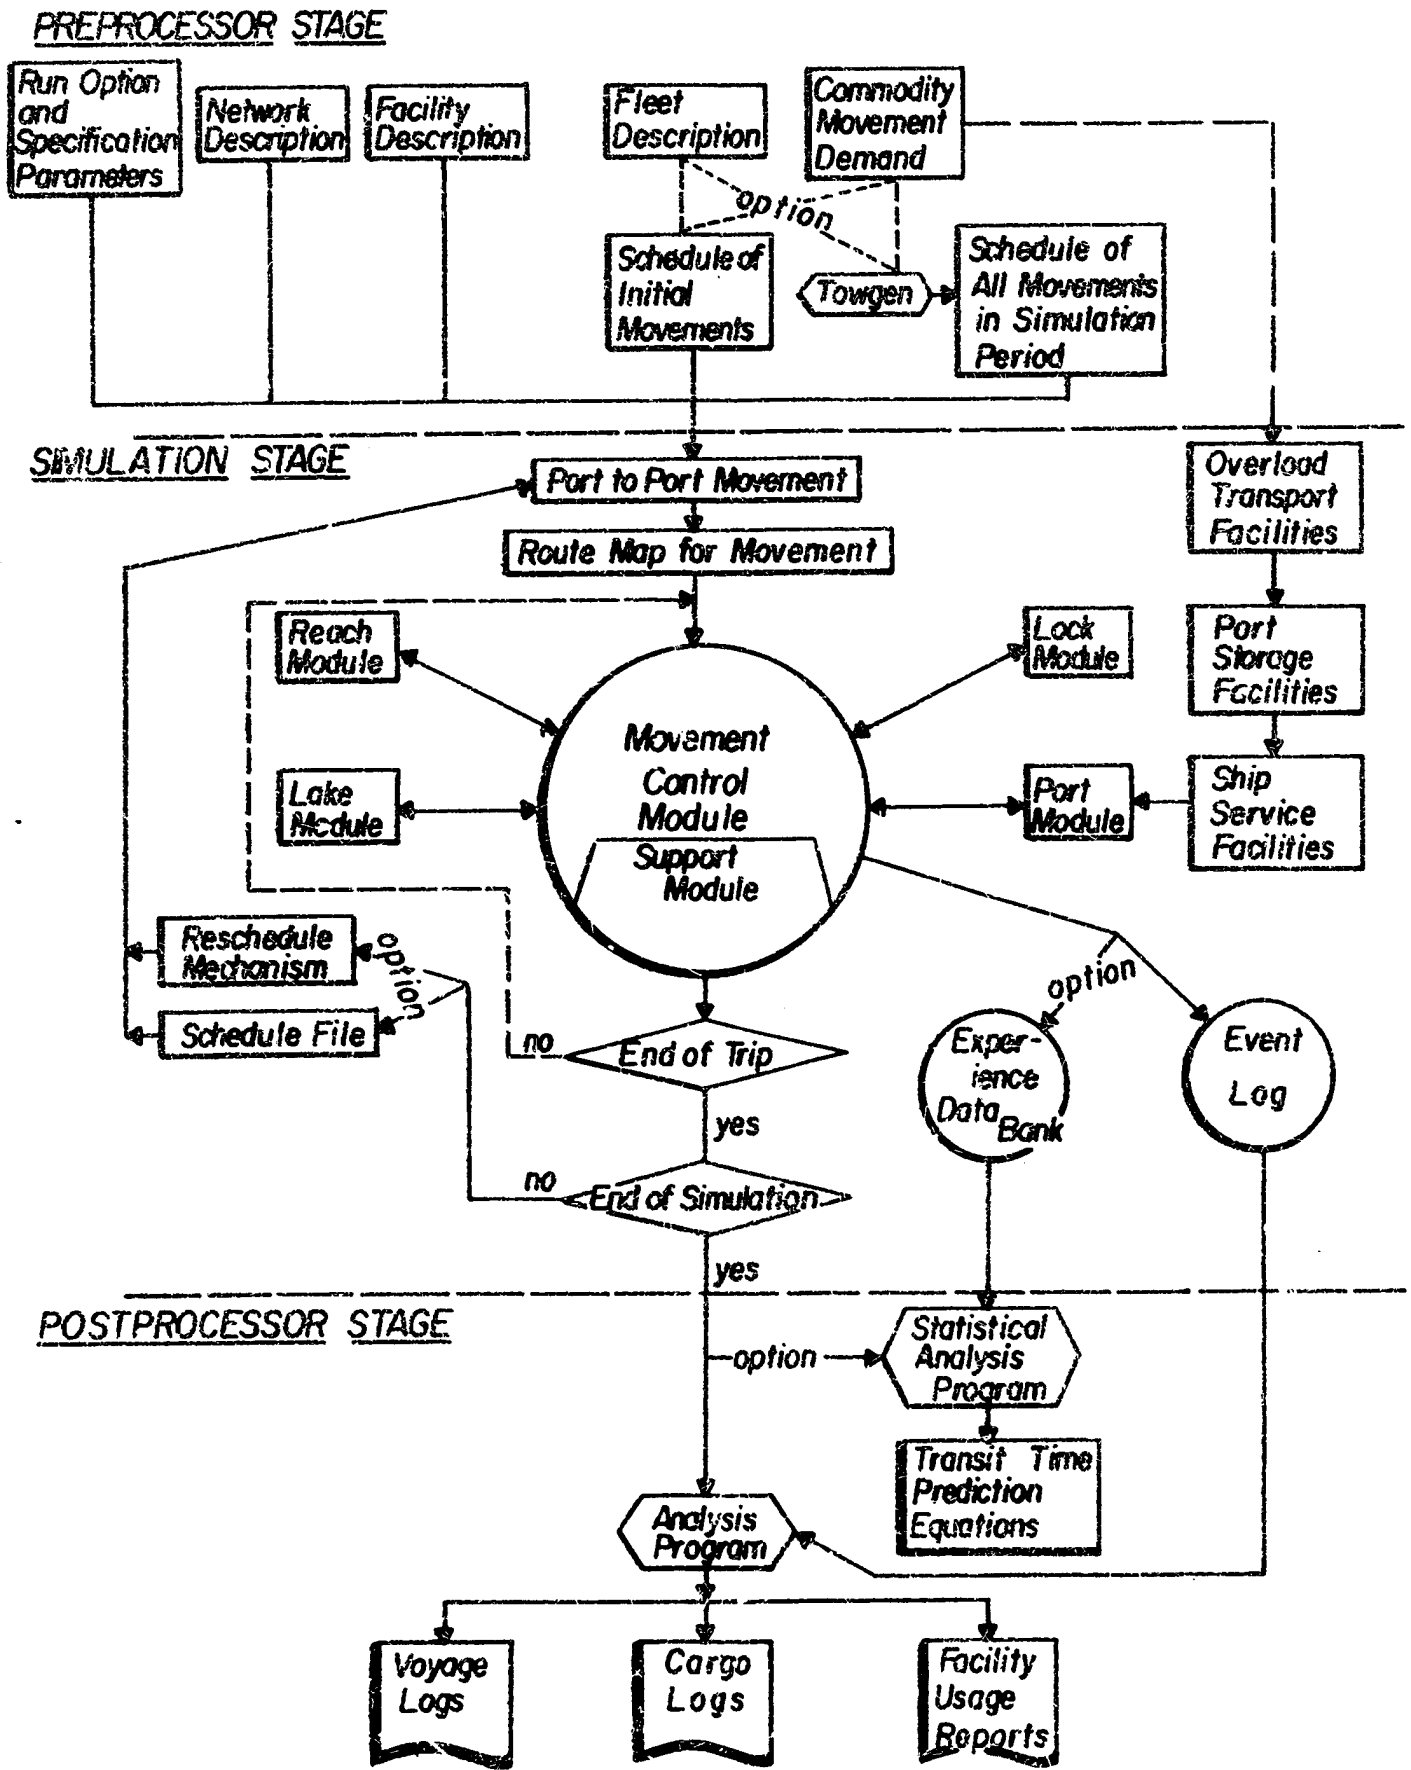 PREPROCESSOR STAGE
Run Option
and
Specification
Parameters
Network
Description
Facility
Description
Fleet
Description
Commodity
Movement
Demand
option
Schedule of
Initial
Movements
Towgen
Schedule of
All Movements
in Simulation
Period
SIMULATION STAGE
Port to Port Movement
Route Map for Movement
Overload
Transport
Facilities
Reach
Module
Lock
Module
Port
Storage
Facilities
Movement
Control
Module
Support
Module
Lake
Module
Port
Module
Ship
Service
Facilities
Reschedule
Mechanism
option
Schedule File
no
End of Trip
yes
option
Exper-
ience
Data
Bank
Event
Log
no
End of Simulation
yes
POSTPROCESSOR STAGE
option
Statistical
Analysis
Program
Transit Time
Prediction
Equations
Analysis
Program
Voyage
Logs
Cargo
Logs
Facility
Usage
Reports